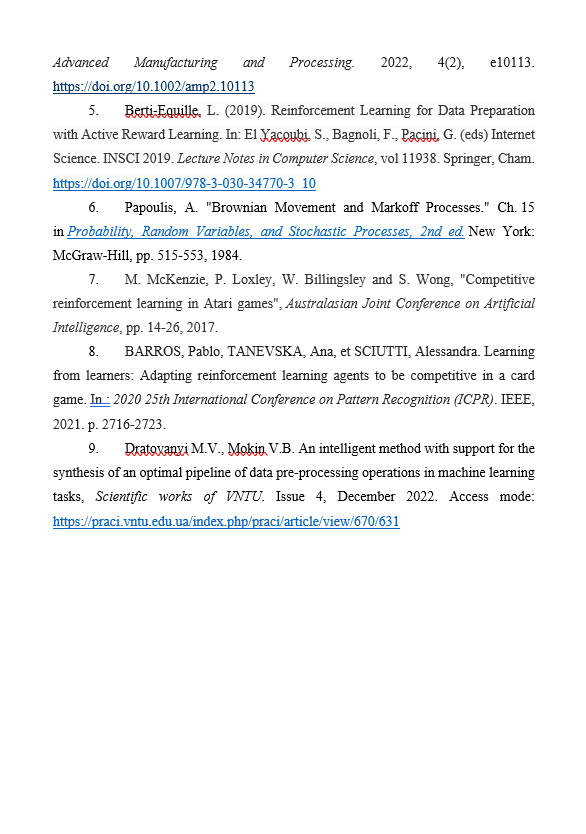 Advanced Manufacturing and Processing. 2022, 4(2), e10113.
https://doi.org/10.1002/amp2.10113
5. Berti-Equille, L. (2019). Reinforcement Learning for Data Preparation
with Active Reward Learning. In: El Yacoubi, S., Bagnoli, F., Pacini, G. (eds) Internet
Science. INSCI 2019. Lecture Notes in Computer Science, vol 11938. Springer, Cham.
https://doi.org/10.1007/978-3-030-34770-3_10
6. Papoulis, A. "Brownian Movement and Markoff Processes." Ch. 15
in Probability, Random Variables, and Stochastic Processes, 2nd ed. New York:
McGraw-Hill, pp. 515-553, 1984.
7. M. McKenzie, P. Loxley, W. Billingsley and S. Wong, "Competitive
reinforcement learning in Atari games", Australasian Joint Conference on Artificial
Intelligence, pp. 14-26, 2017.
8. BARROS, Pablo, TANEVSKA, Ana, et SCIUTTI, Alessandra. Learning
from learners: Adapting reinforcement learning agents to be competitive in a card
game. In : 2020 25th International Conference on Pattern Recognition (ICPR). IEEE,
2021. p. 2716-2723.
9. Dratovanyi M.V., Mokin V.B. An intelligent method with support for the
synthesis of an optimal pipeline of data pre-processing operations in machine learning
tasks, Scientific works of VNTU. Issue 4, December 2022. Access mode:
https://praci.vntu.edu.ua/index.php/praci/article/view/670/631